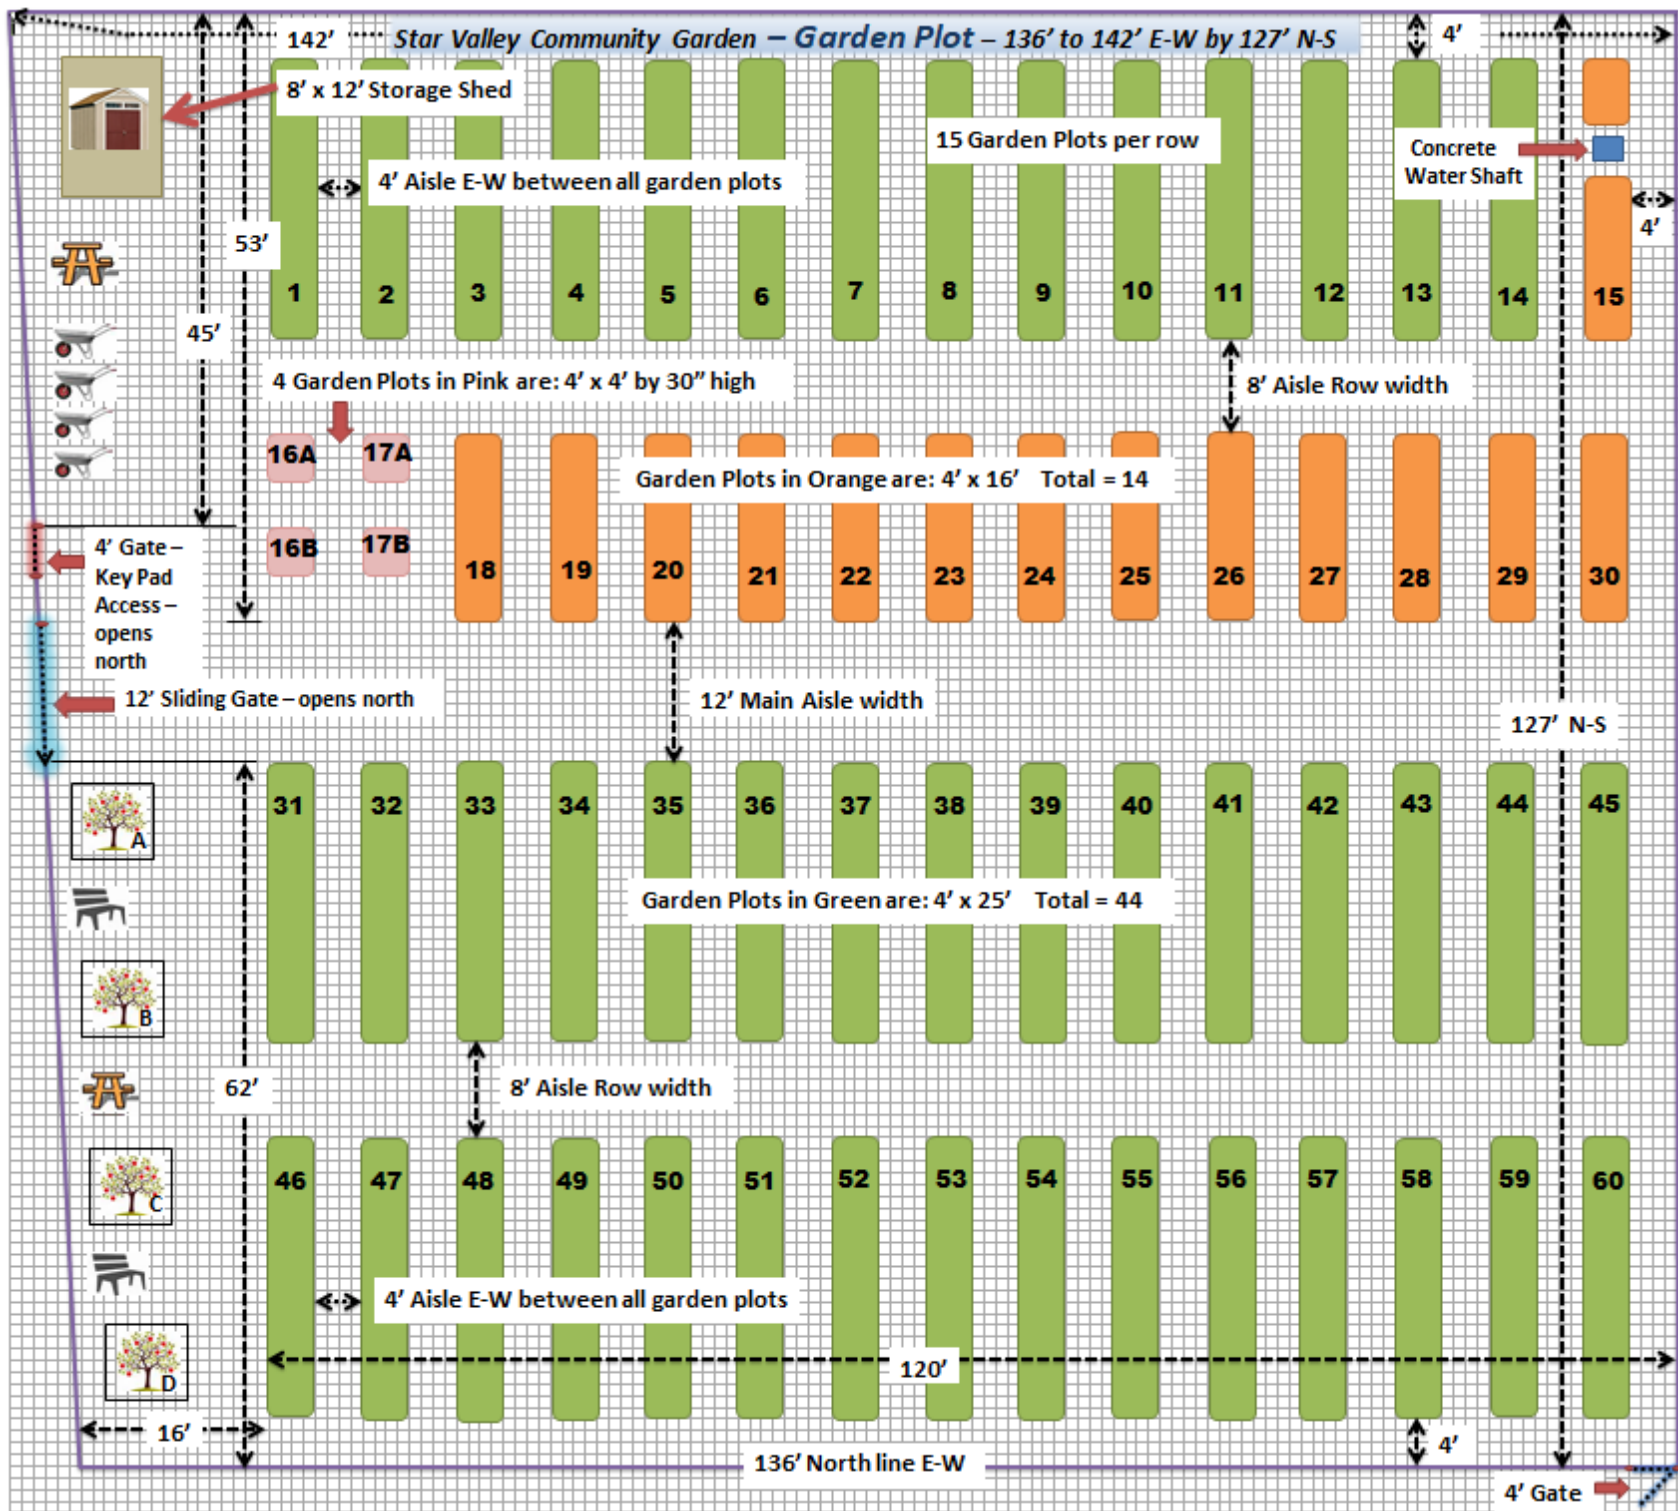 142’
Star Valley Community Garden – Garden Plot – 136’ to 142’ E-W by 127’ N-S
4’
8’ x 12’ Storage Shed
15 Garden Plots per row
Concrete
Water Shaft
4’ Aisle E-W between all garden plots
4’
53’
1 2 3 4 5 6 7 8 9 10 11 12 13 14 15
45’
4 Garden Plots in Pink are: 4’ x 4’ by 30” high
8’ Aisle Row width
16A 17A
Garden Plots in Orange are: 4’ x 16’ Total = 14
16B 17B 18 19 20 21 22 23 24 25 26 27 28 29 30
4’ Gate –
Key Pad
Access –
opens
north
12’ Sliding Gate – opens north
12’ Main Aisle width
127’ N-S
31 32 33 34 35 36 37 38 39 40 41 42 43 44 45
A
Garden Plots in Green are: 4’ x 25’ Total = 44
B
62’
8’ Aisle Row width
46 47 48 49 50 51 52 53 54 55 56 57 58 59 60
C
4’ Aisle E-W between all garden plots
120’
D
16’
4’
136’ North line E-W
4’ Gate